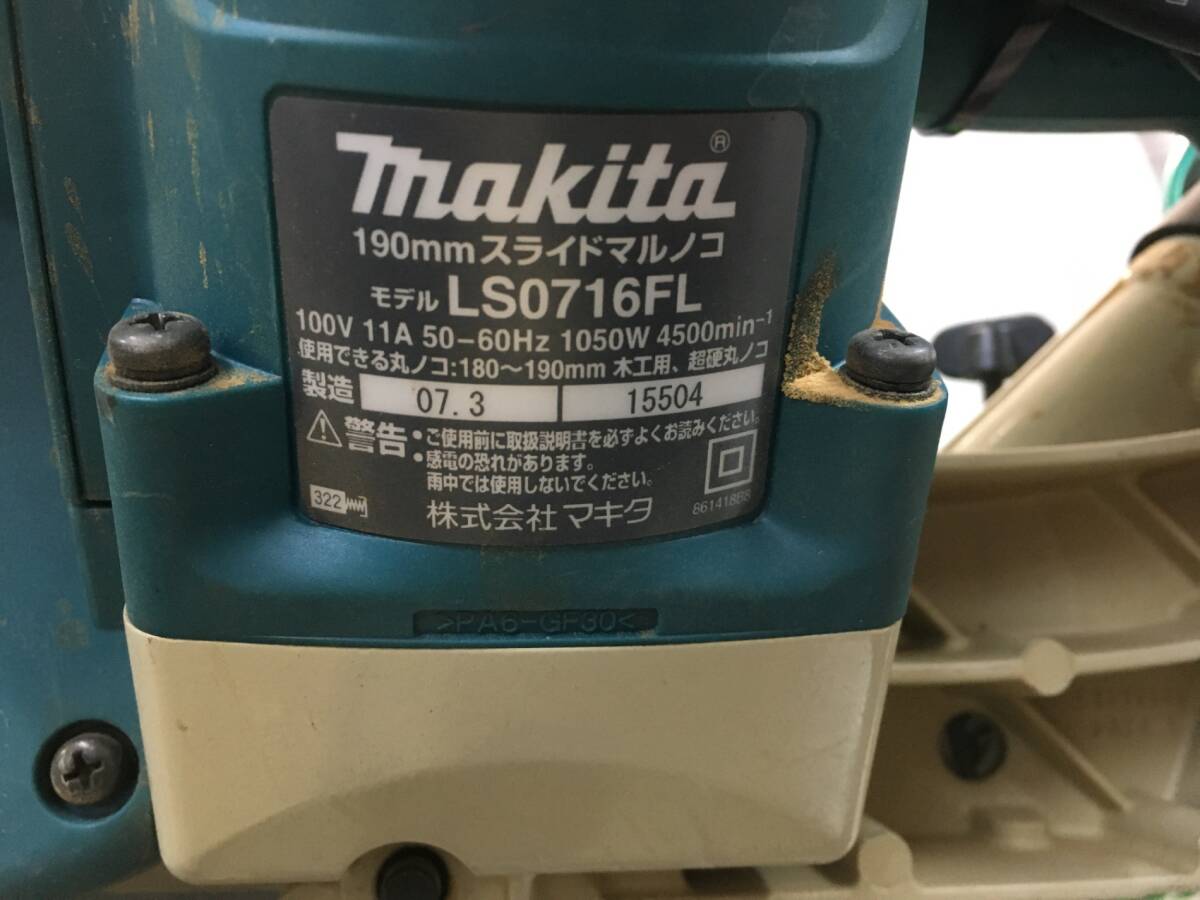 makita®
190mmスライドマルノコ
モデル LS0716FL
100V 11A 50-60Hz 1050W 4500min-1
使用できる丸ノコ:180〜190mm 木工用、超硬丸ノコ
製造 07.3 15504
警告 •ご使用前に取扱説明書を必ずよくお読みください。
•感電の恐れがあります。
雨中では使用しないでください。
322
株式会社 マキタ
861418B8
>PA6-GF30<